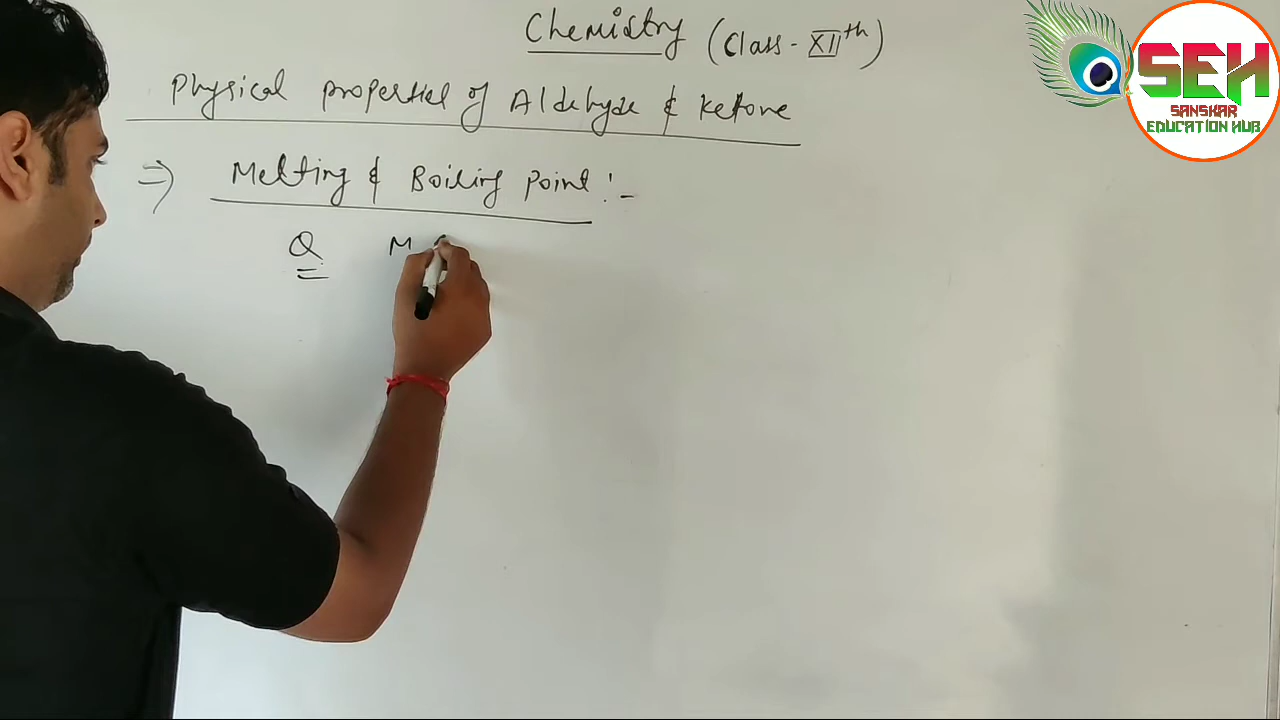 Chemistry (Class - XIIth)
Physical properties of Aldehyde & Ketone
⇒ Melting & Boiling Point :-
Q M
SEH
SANSKAR
EDUCATION HUB